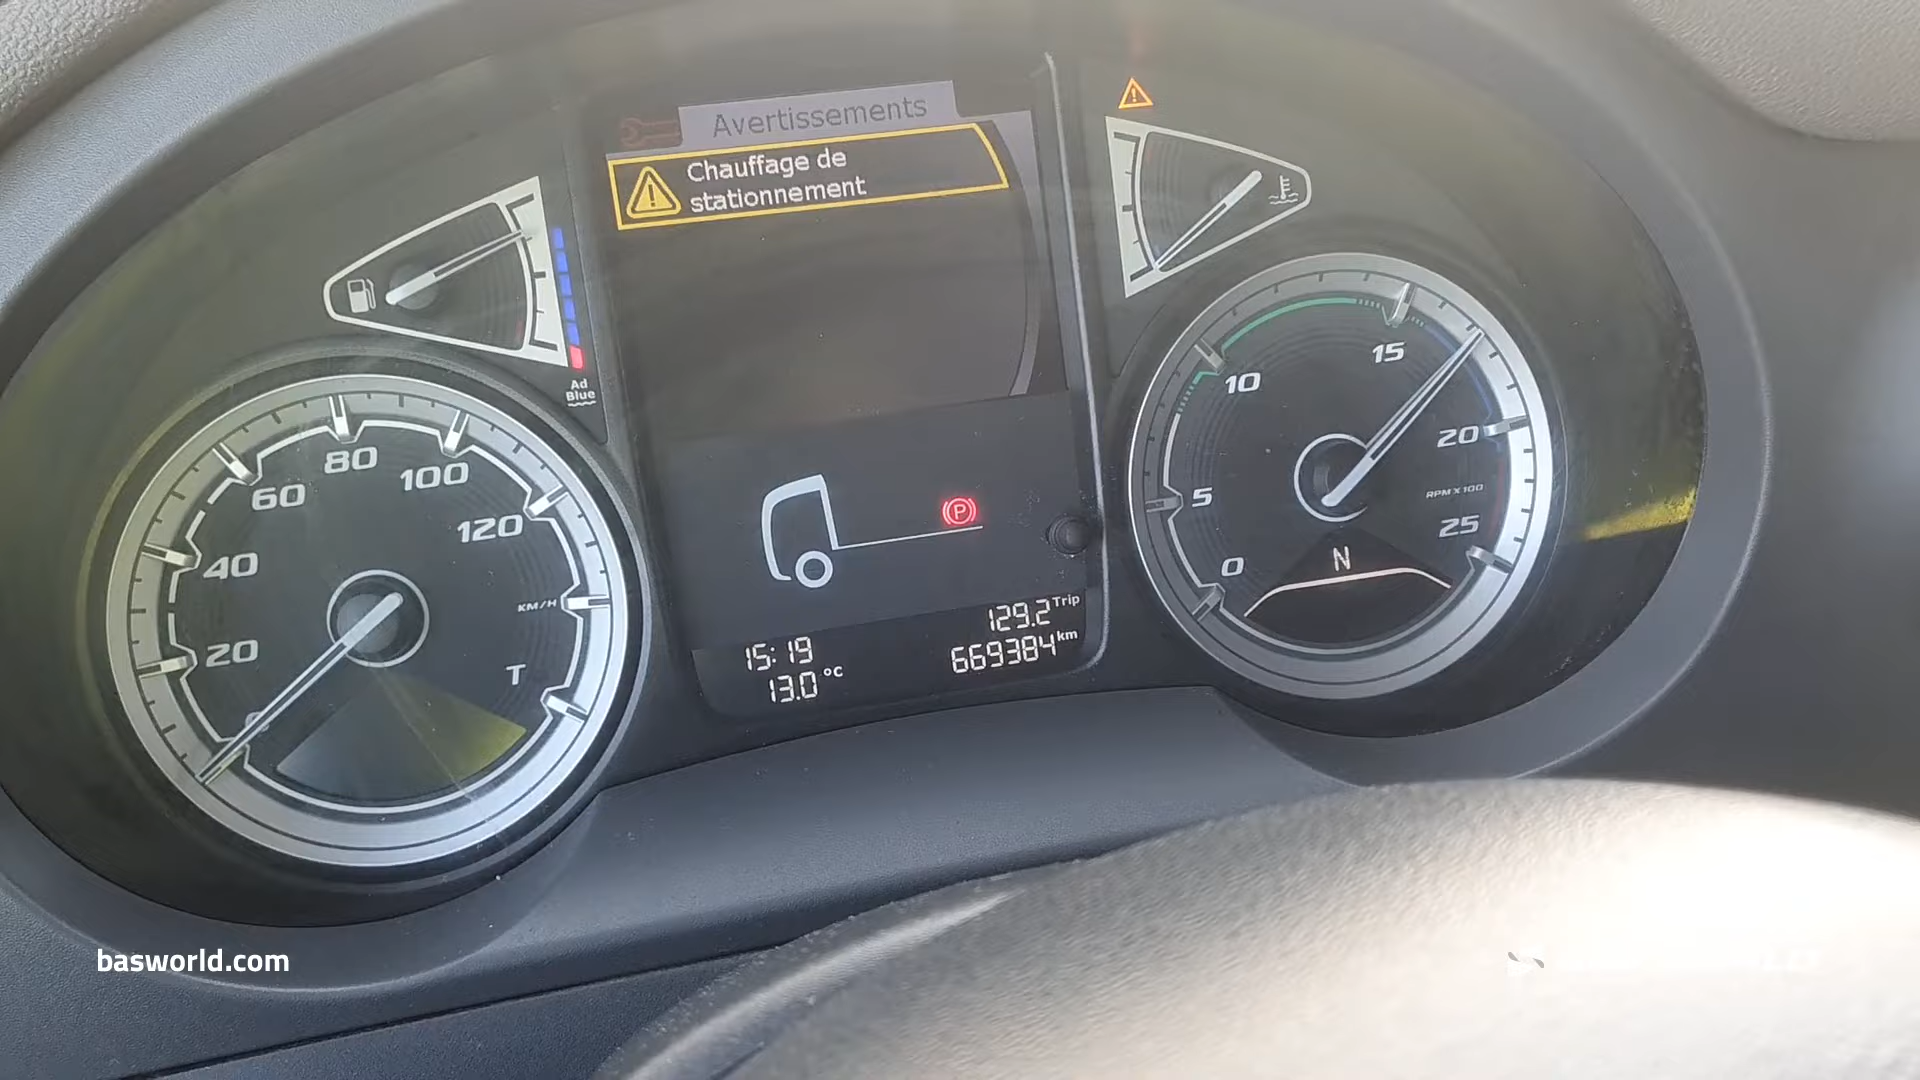 Avertissements
Chauffage de
stationnement
Ad
Blue
0
20
40
60
80
100
120
KM/H
T
P
15:19
13.0 °C
129.2 Trip
669384 km
0
5
10
15
20
25
RPM X 100
N
basworld.com